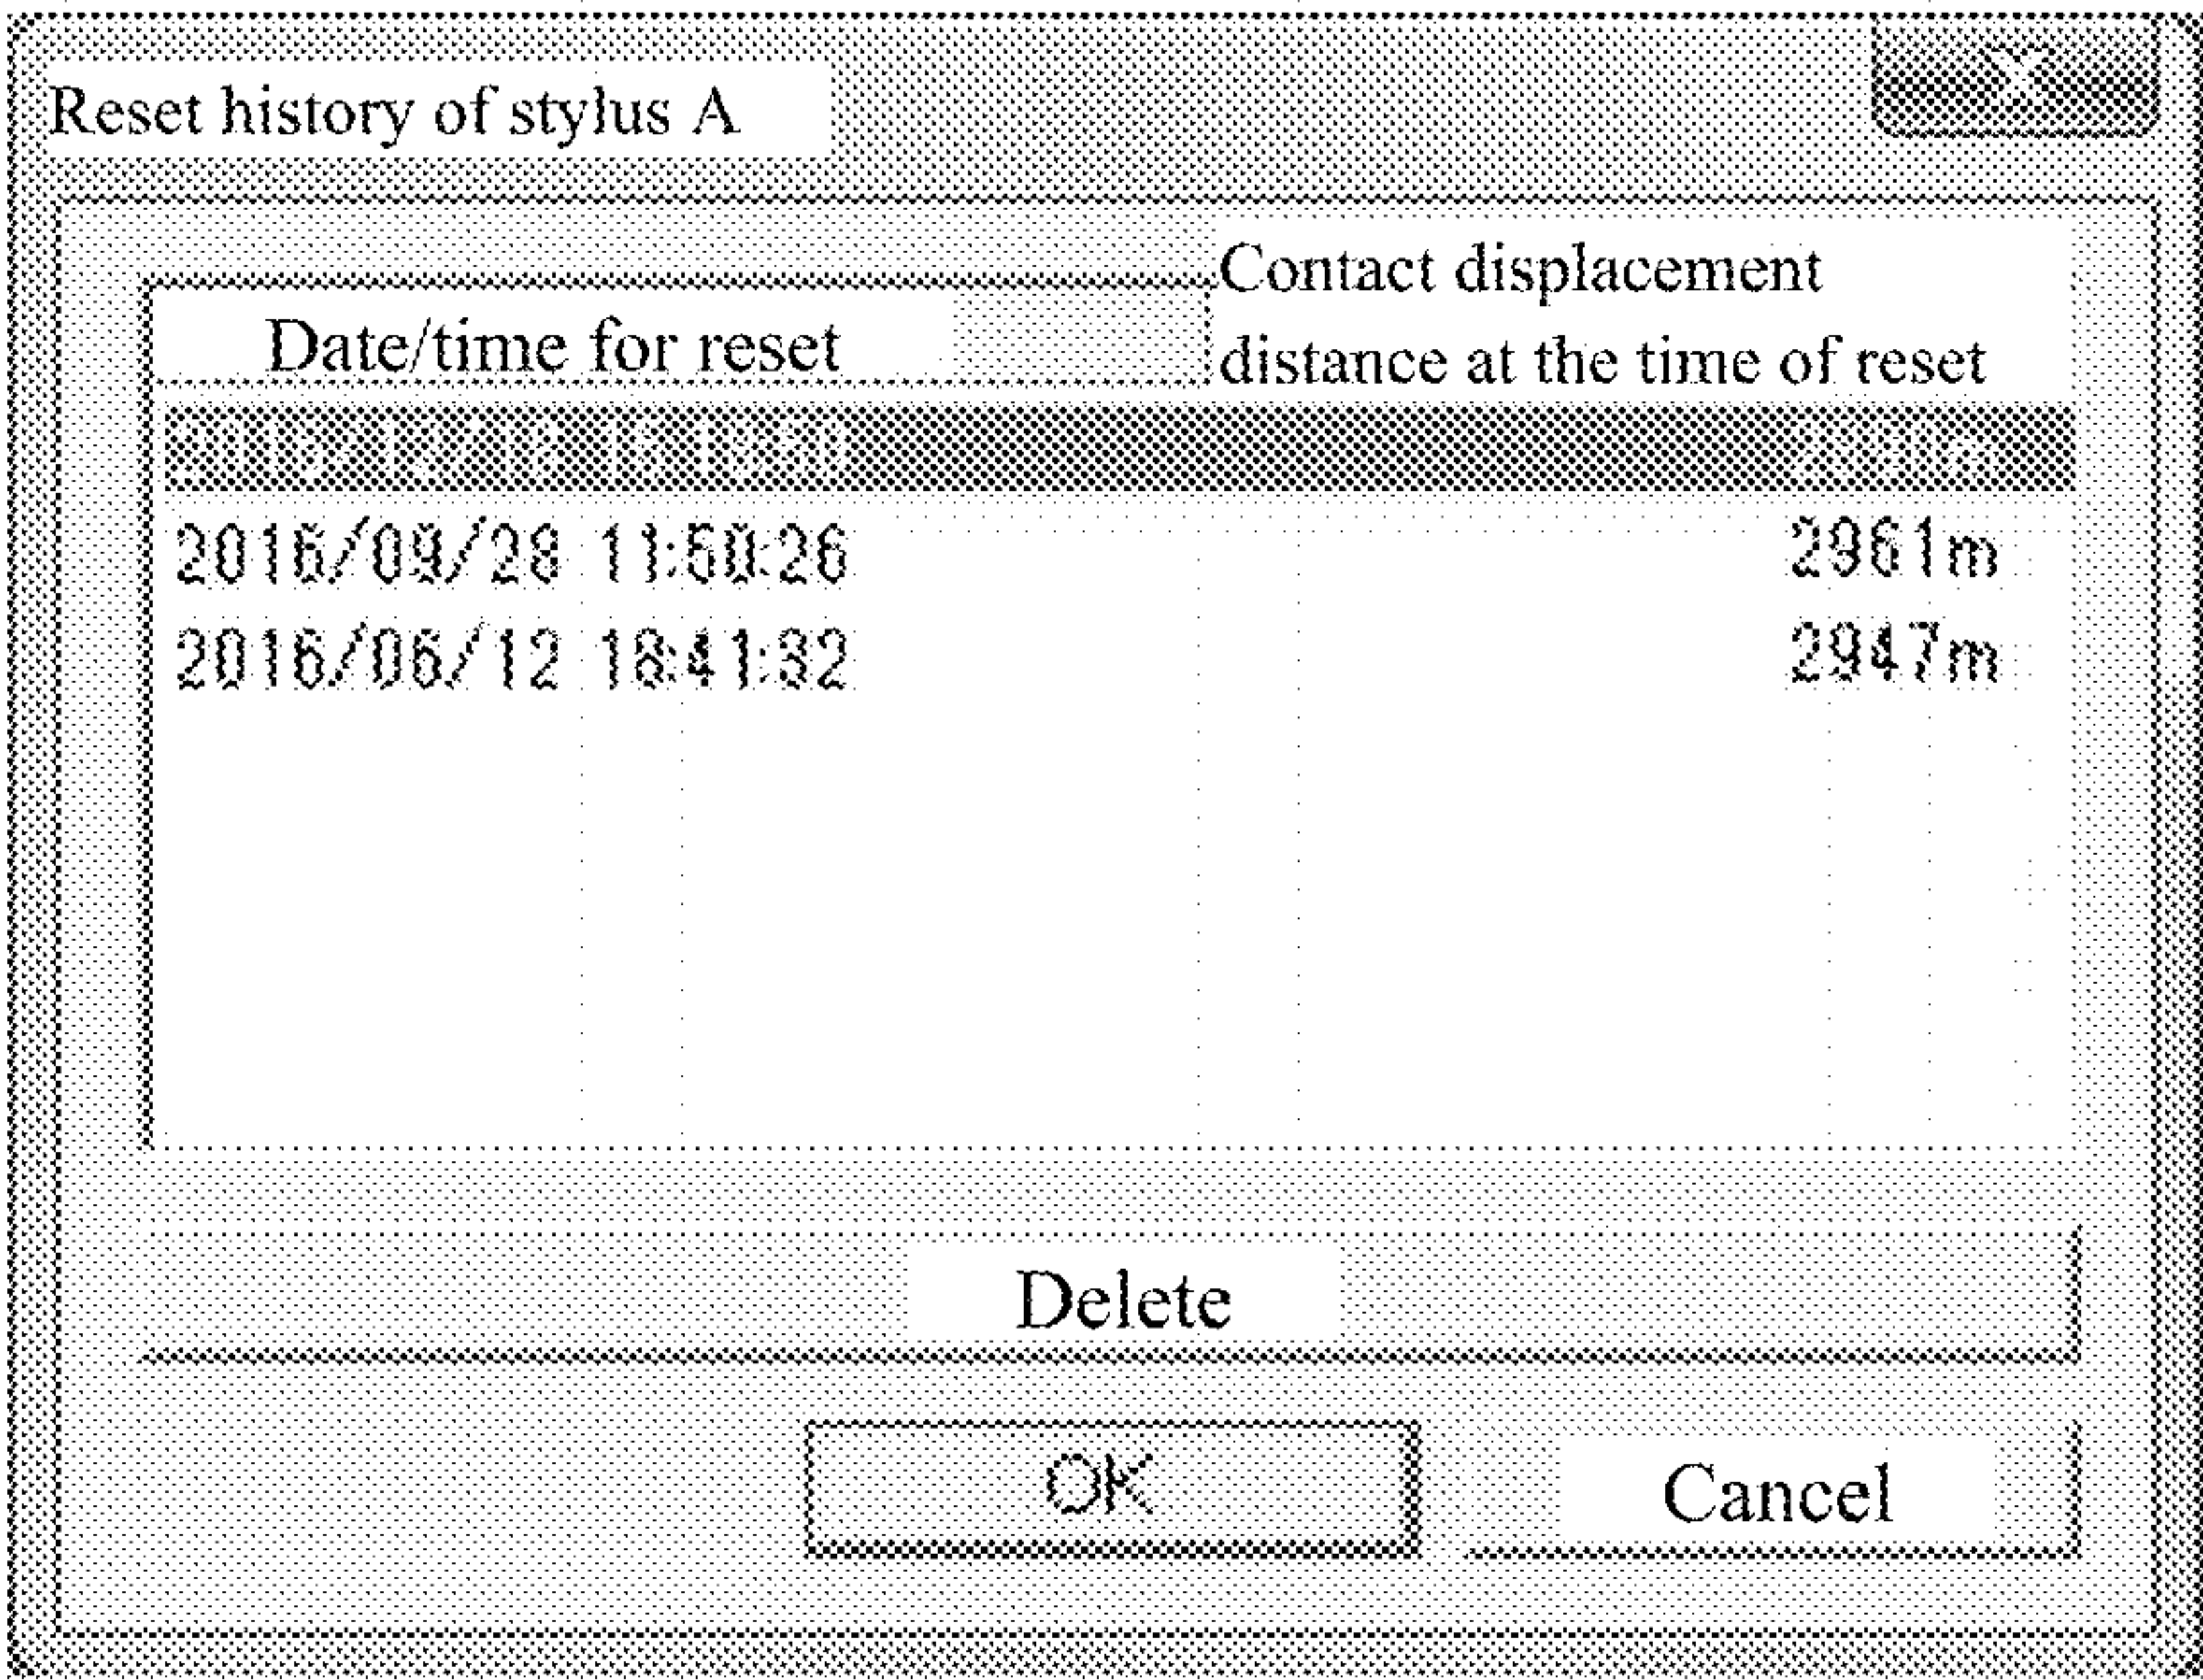 Reset history of stylus A
X
Contact displacement
distance at the time of reset
Date/time for reset
2016/09/28 11:50:26 2961m
2016/06/12 18:41:32 2947m
Delete
OK
Cancel